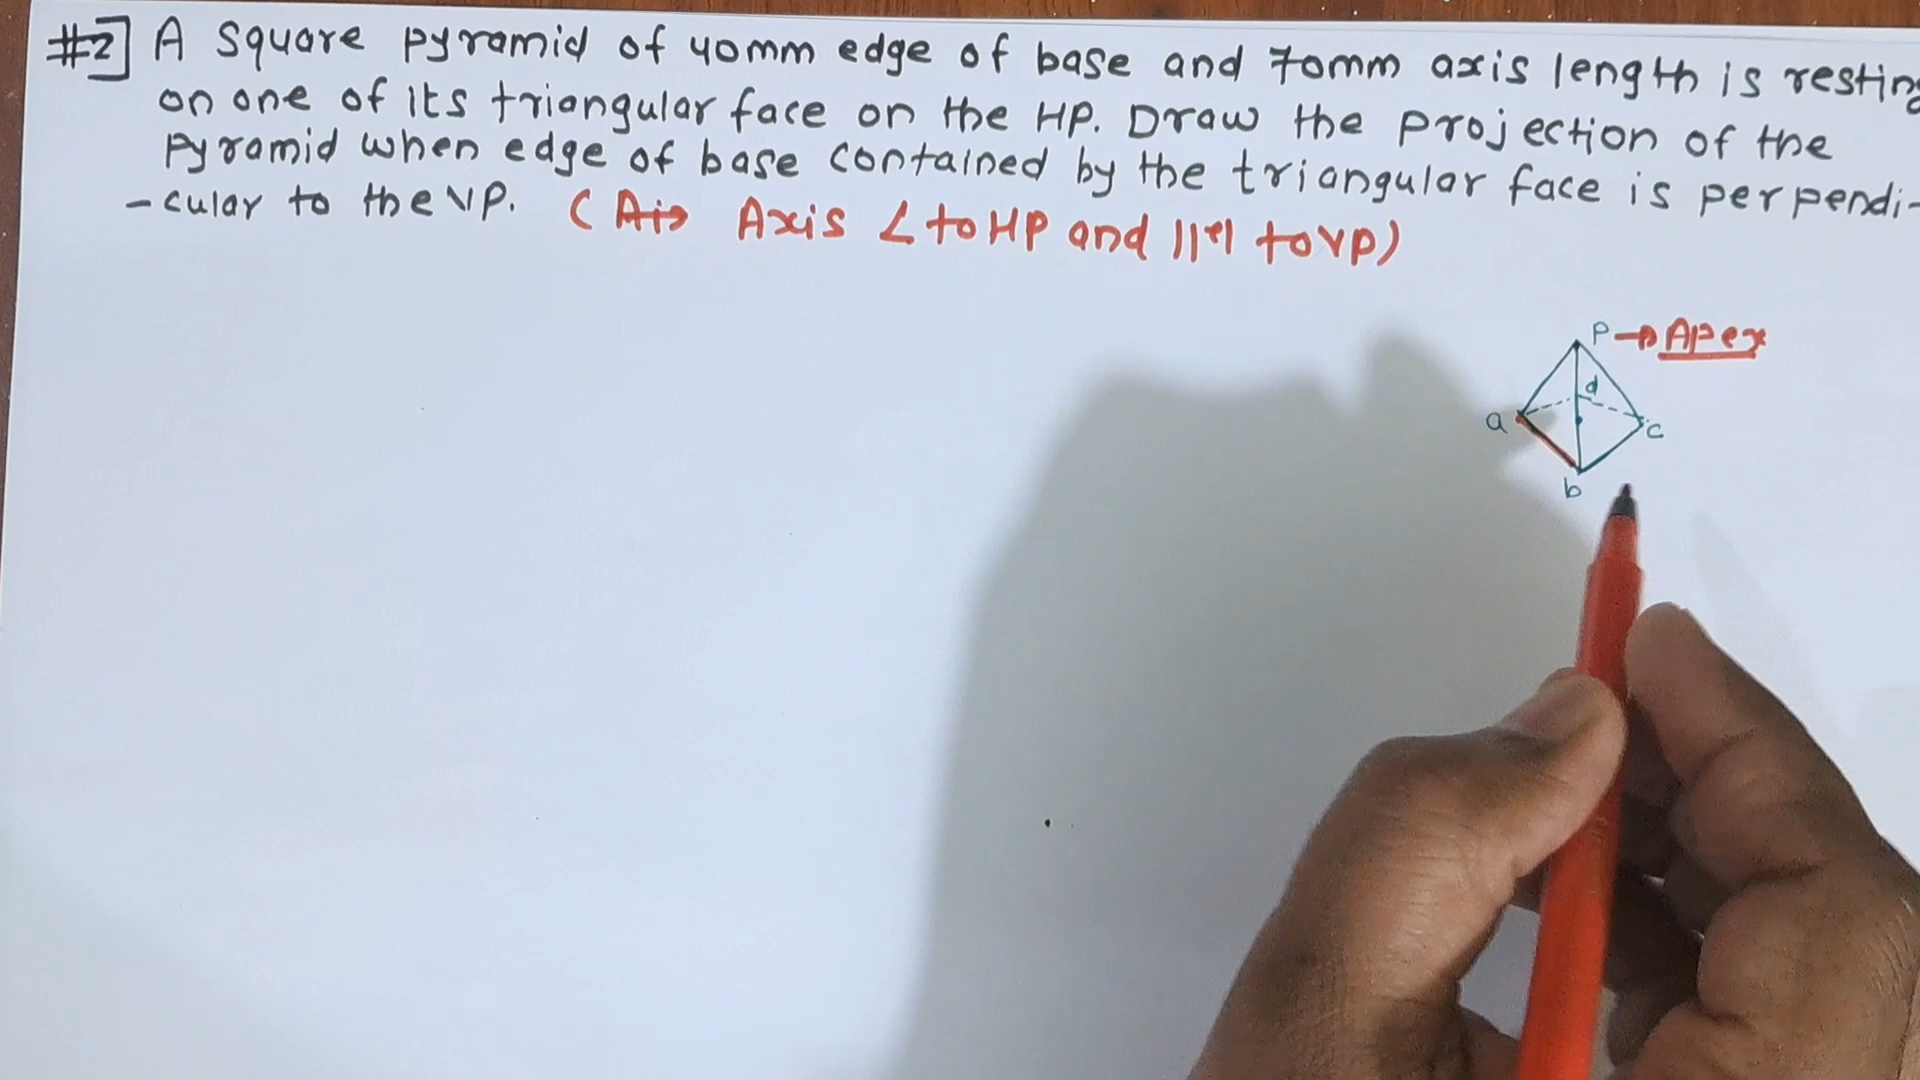 #2] A square pyramid of 40mm edge of base and 70mm axis length is resting
on one of its triangular face on the HP. Draw the projection of the
pyramid when edge of base contained by the triangular face is perpendi-
-cular to the VP. ( Axis ∠ to HP and ||el to VP)
P → Apex
d
a
c
b